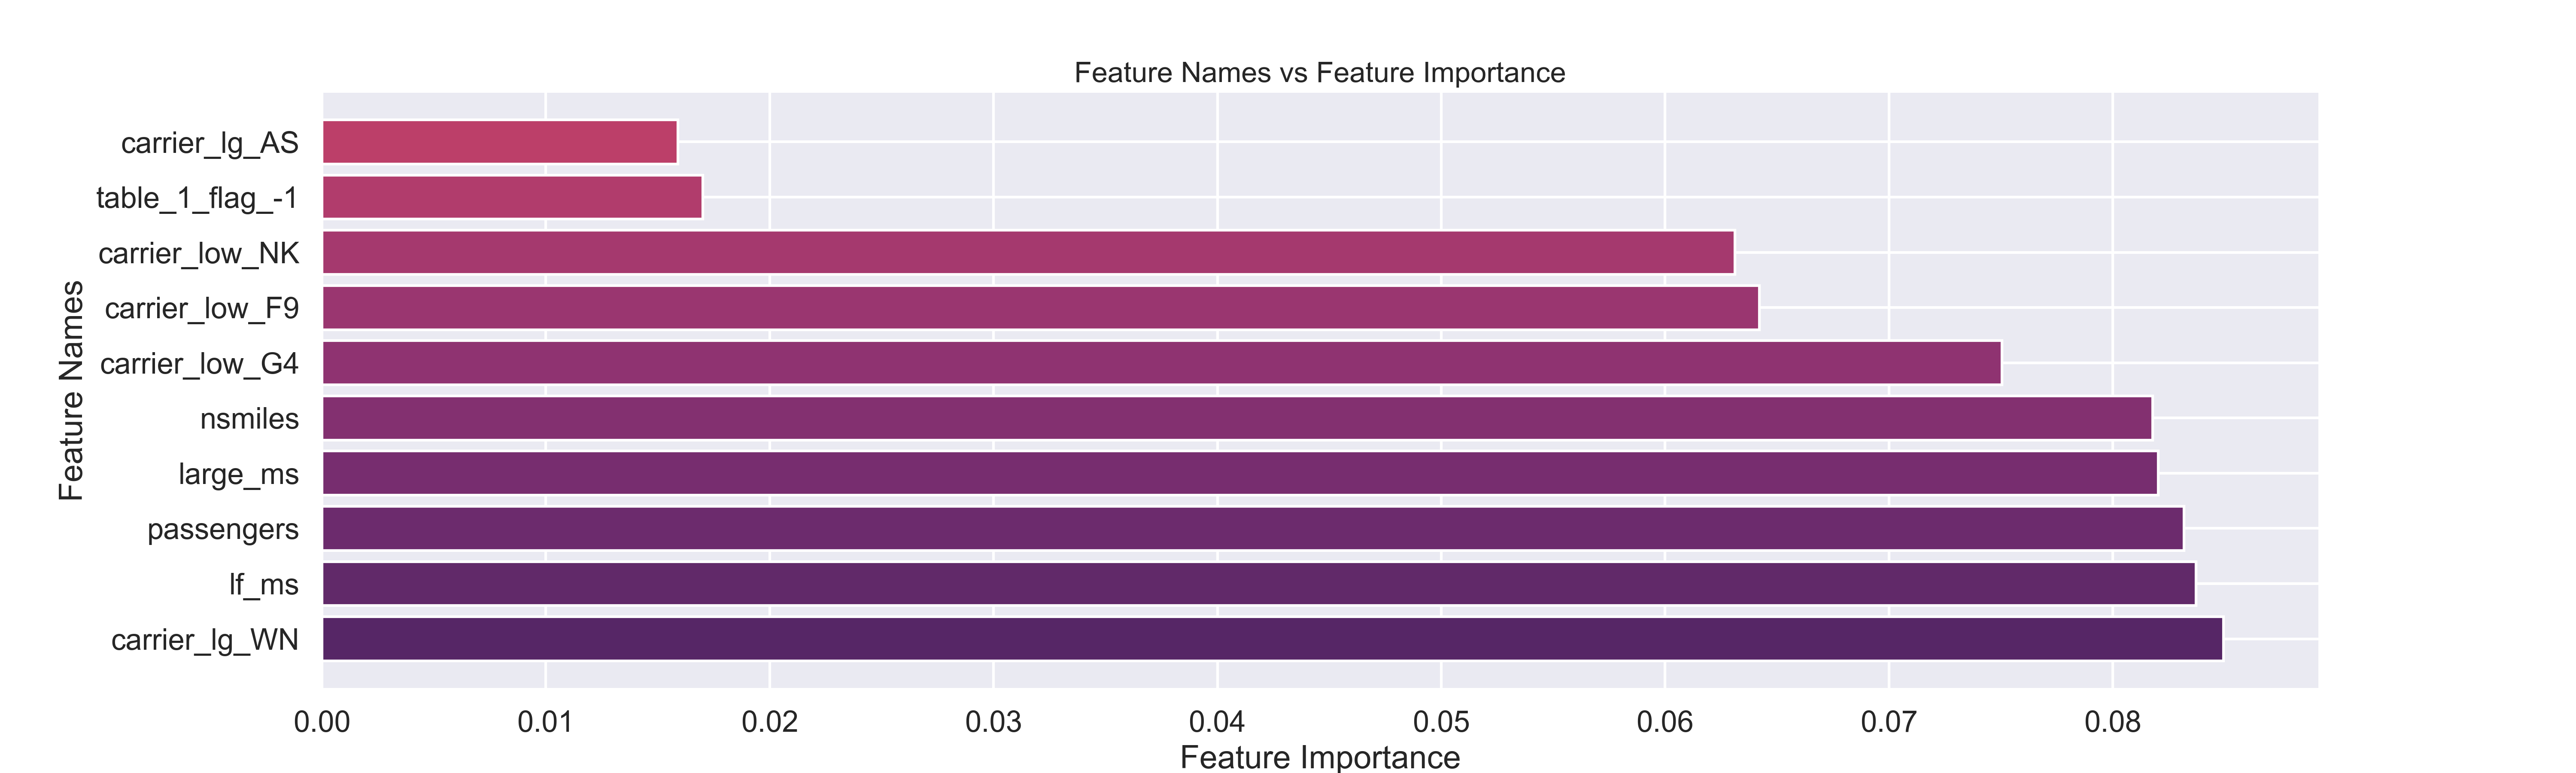 Feature Names vs Feature Importance
Feature Names
carrier_lg_AS
table_1_flag_-1
carrier_low_NK
carrier_low_F9
carrier_low_G4
nsmiles
large_ms
passengers
lf_ms
carrier_lg_WN
0.00 0.01 0.02 0.03 0.04 0.05 0.06 0.07 0.08
Feature Importance